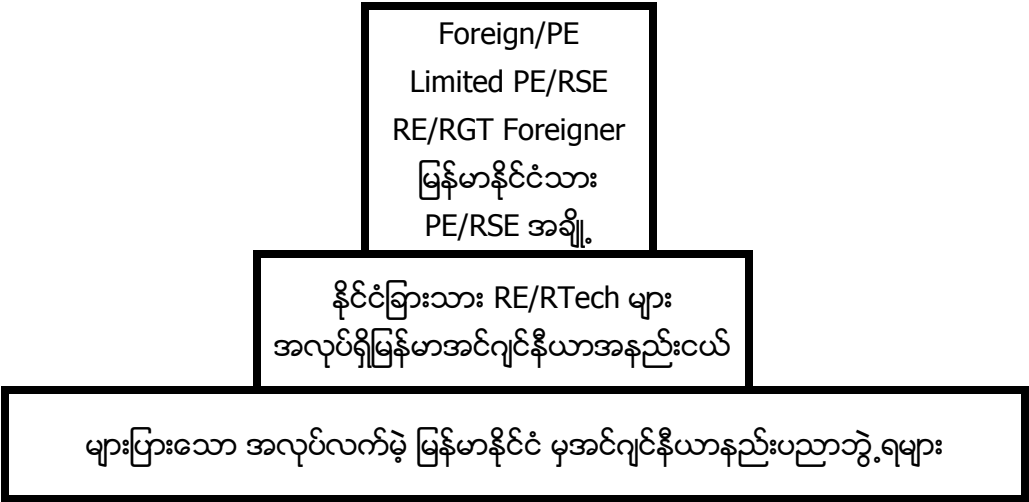 Foreign/PE
Limited PE/RSE
RE/RGT Foreigner
မြန်မာနိုင်ငံသား
PE/RSE အချို့
နိုင်ငံခြားသား RE/RTech များ
အလုပ်ရှိမြန်မာအင်ဂျင်နီယာအနည်းငယ်
များပြားသော အလုပ်လက်မဲ့ မြန်မာနိုင်ငံ မှအင်ဂျင်နီယာနည်းပညာဘွဲ့ရများ